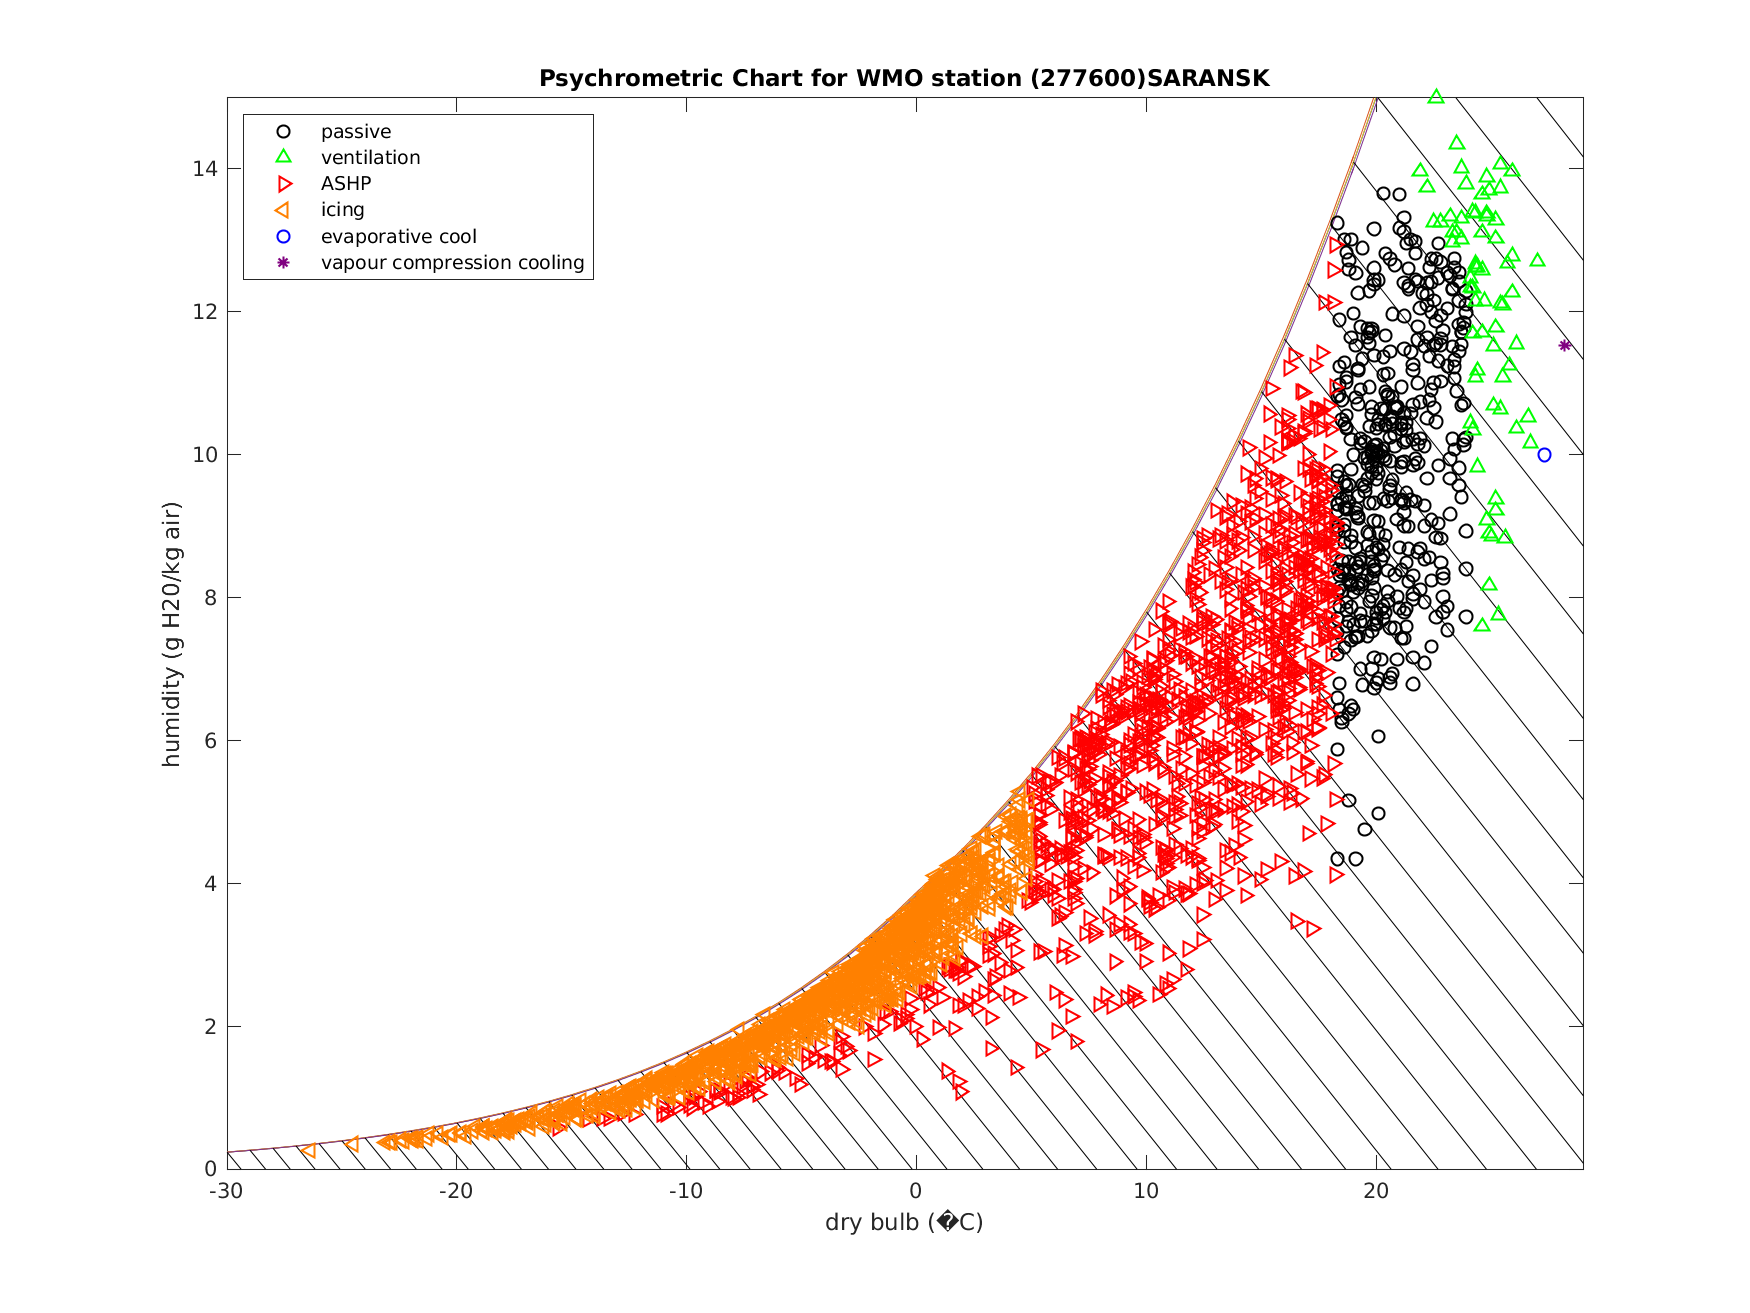 Psychrometric Chart for WMO station (277600)SARANSK
passive
ventilation
ASHP
icing
evaporative cool
vapour compression cooling
humidity (g H20/kg air)
14
12
10
8
6
4
2
0
-30
-20
-10
0
10
20
dry bulb (�C)